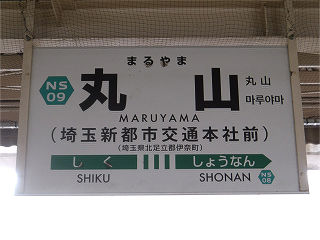 まるやま
NS
09
丸山
丸山
마루야마
MARUYAMA
(埼玉新都市交通本社前)
(埼玉県北足立郡伊奈町)
しく しょうなん
SHIKU SHONAN
NS
08